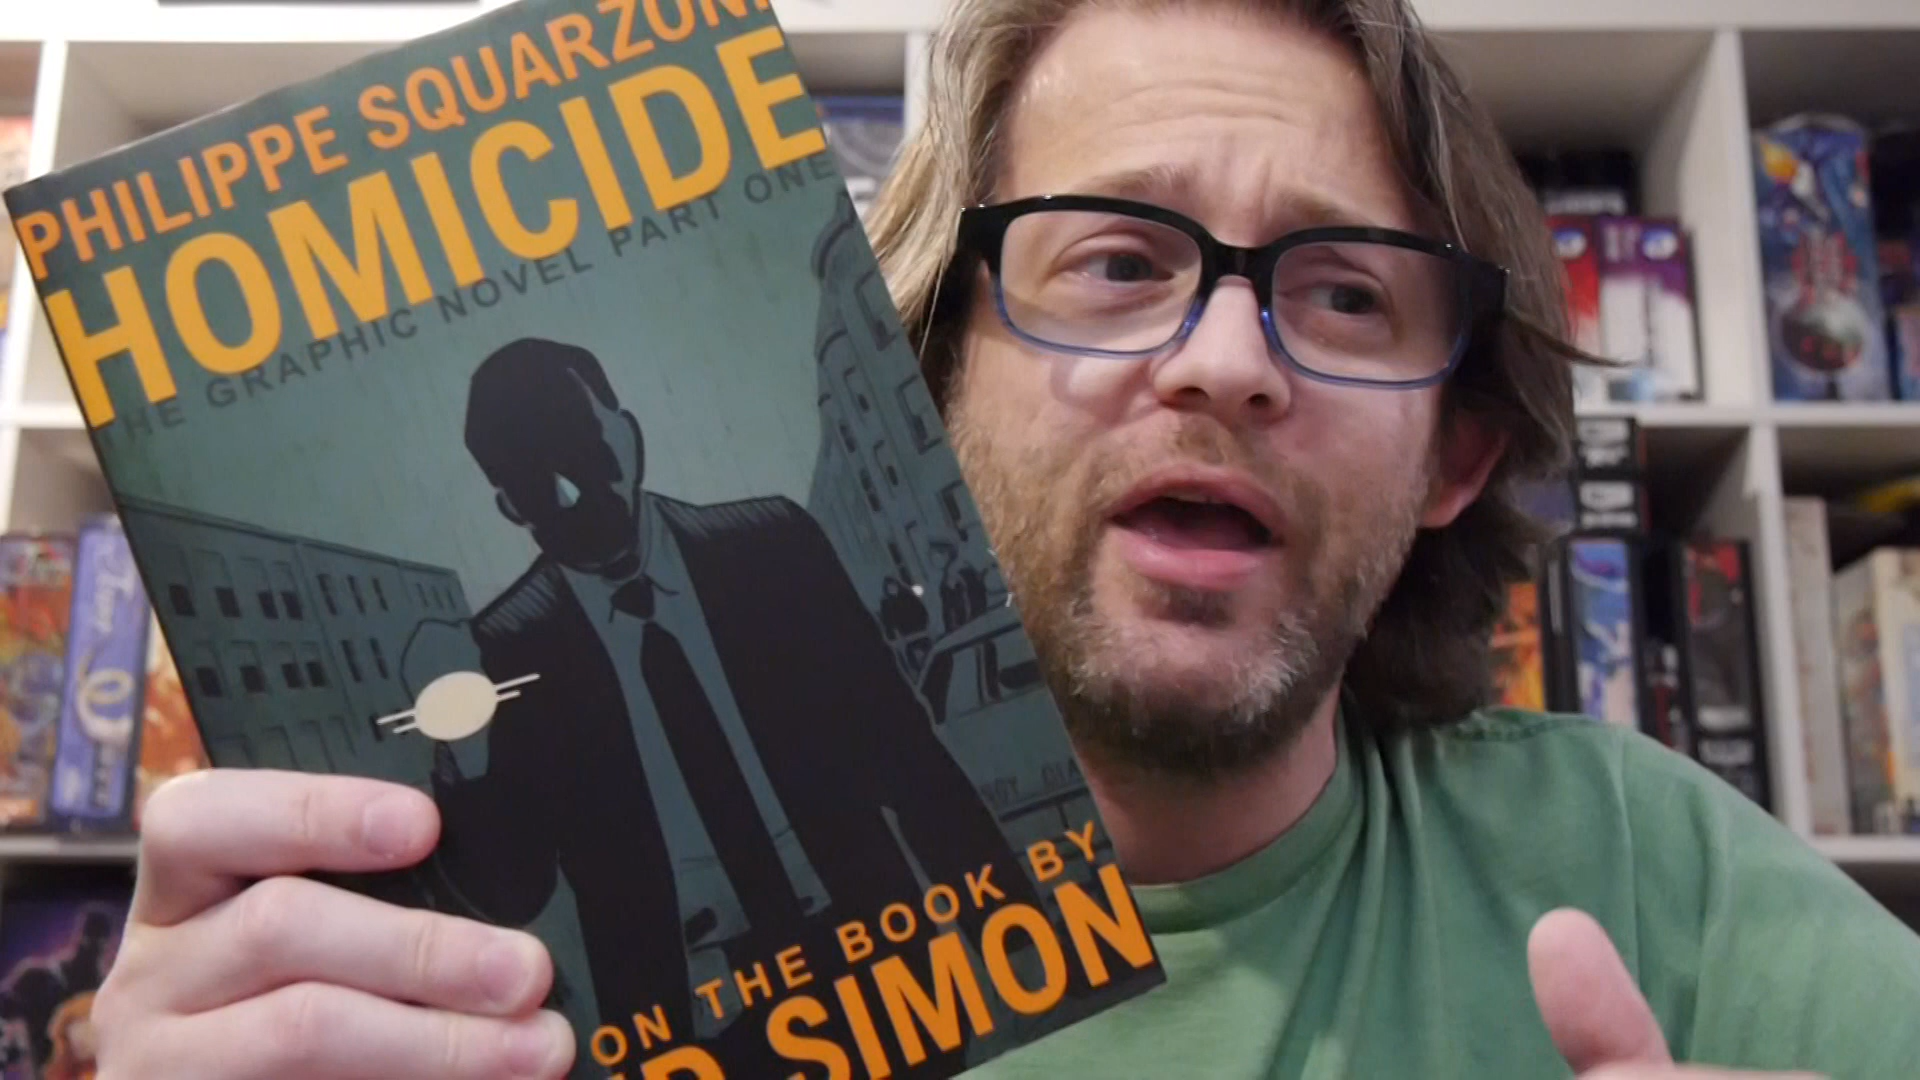 PHILIPPE SQUARZONI
HOMICIDE
THE GRAPHIC NOVEL PART ONE
ON THE BOOK BY
SIMON